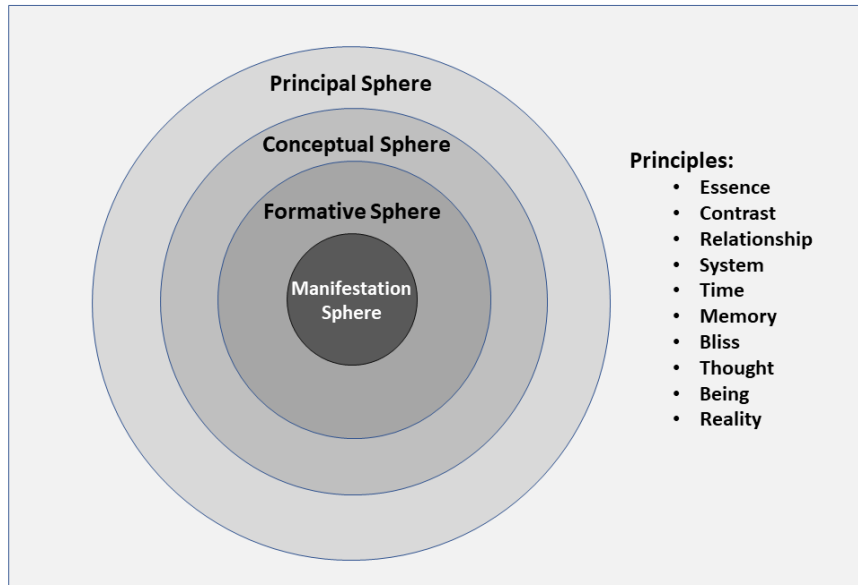 Principal Sphere
Conceptual Sphere
Formative Sphere
Manifestation
Sphere
Principles:
• Essence
• Contrast
• Relationship
• System
• Time
• Memory
• Bliss
• Thought
• Being
• Reality